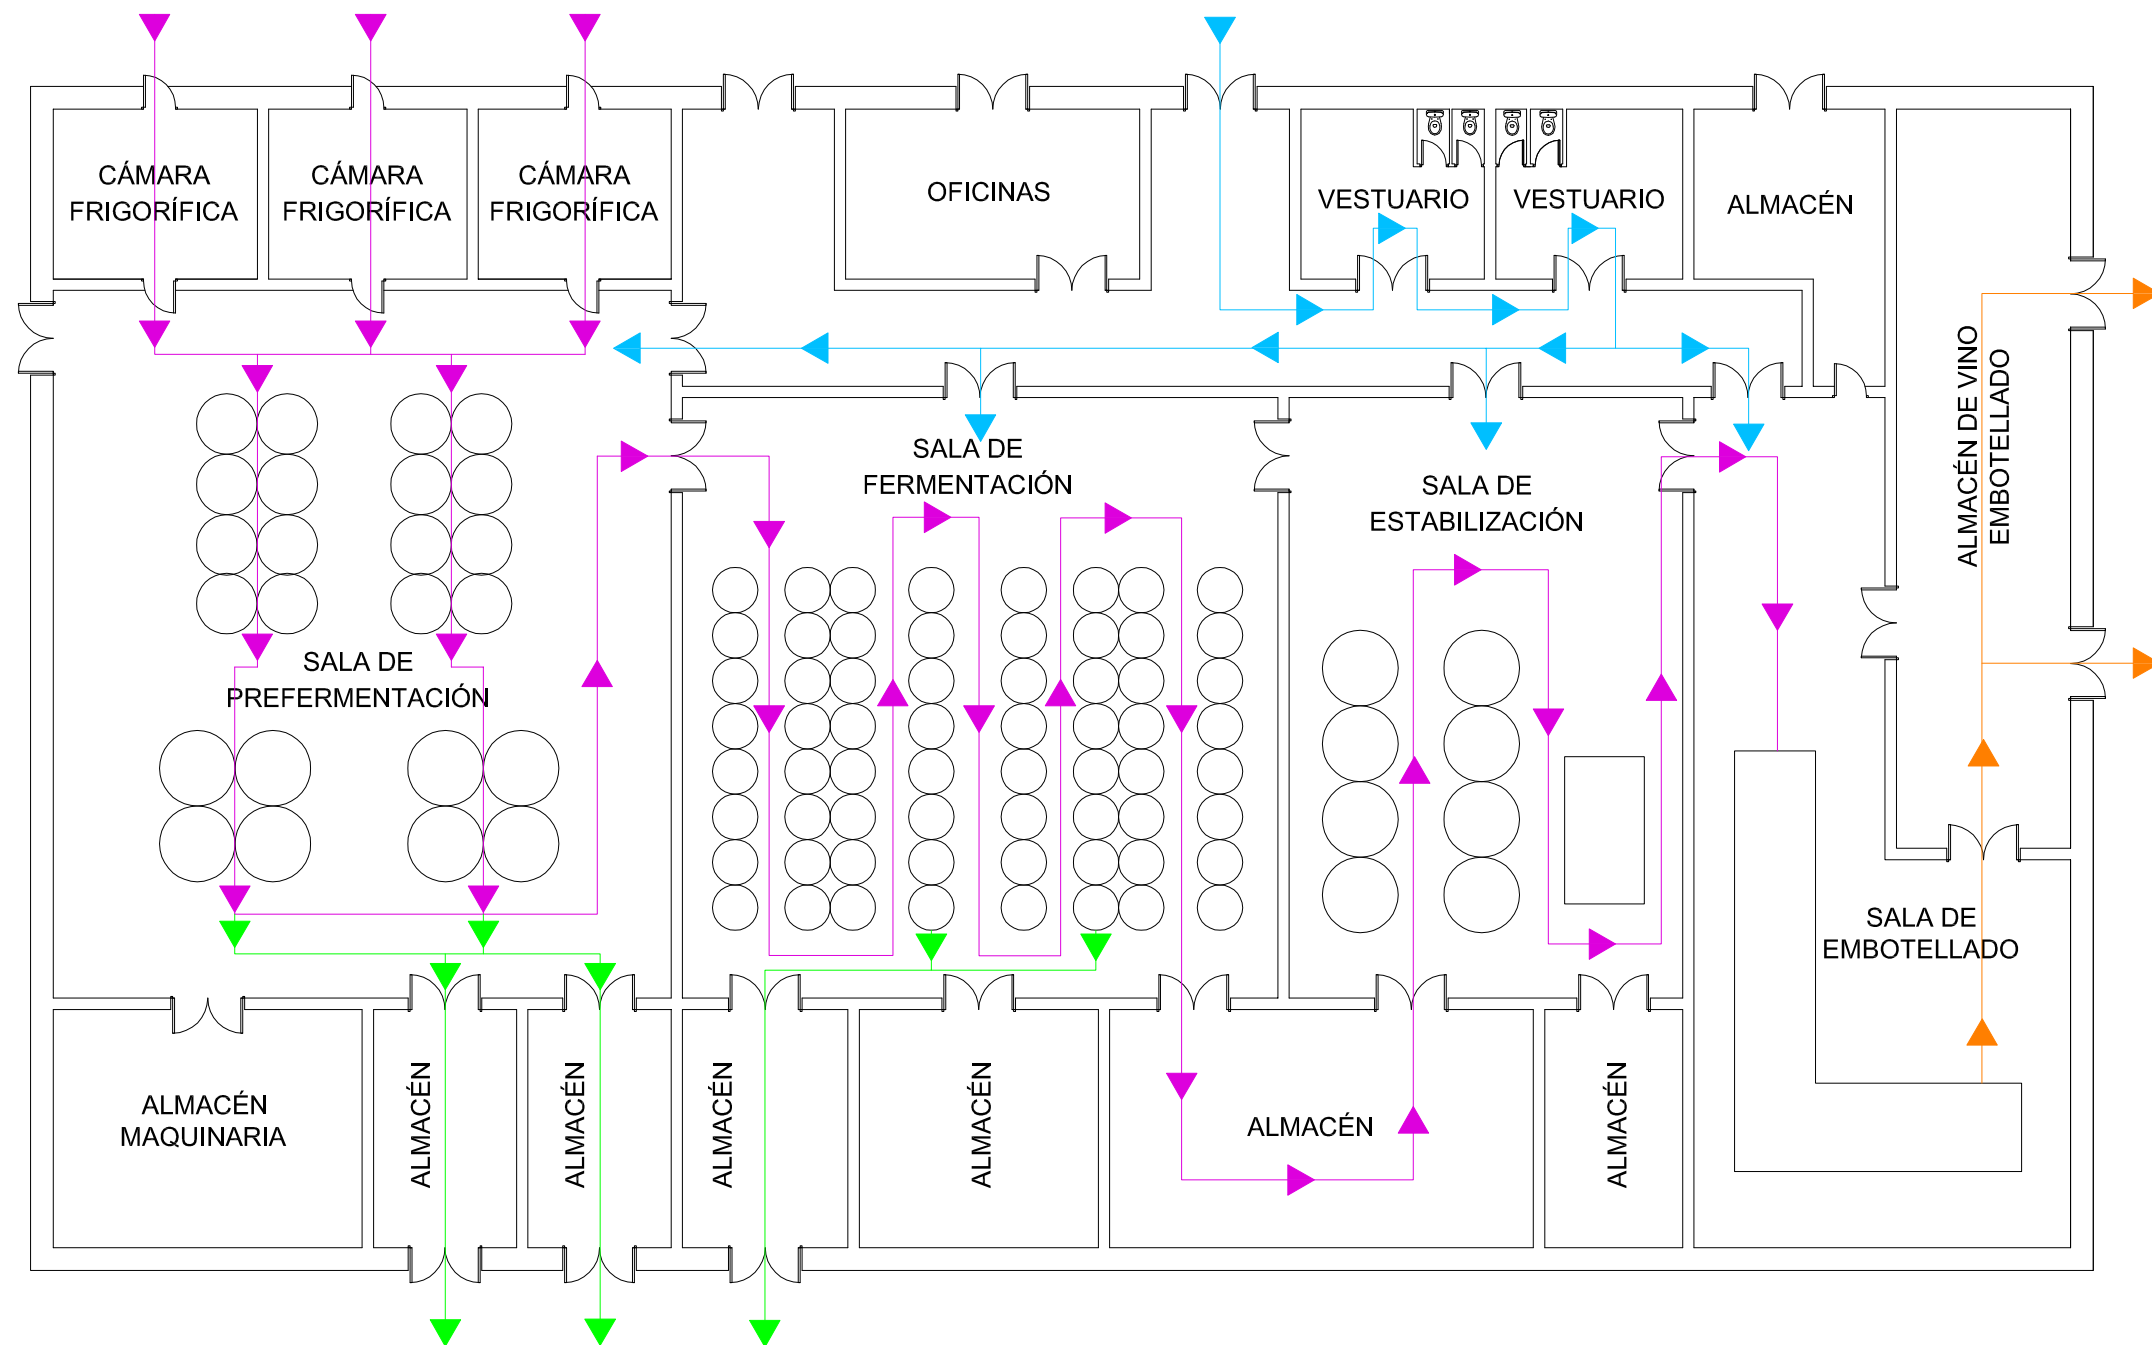 CÁMARA
FRIGORÍFICA
CÁMARA
FRIGORÍFICA
CÁMARA
FRIGORÍFICA
OFICINAS
VESTUARIO
VESTUARIO
ALMACÉN
ALMACÉN DE VINO
EMBOTELLADO
SALA DE
FERMENTACIÓN
SALA DE
ESTABILIZACIÓN
SALA DE
PREFERMENTACIÓN
SALA DE
EMBOTELLADO
ALMACÉN
MAQUINARIA
ALMACÉN
ALMACÉN
ALMACÉN
ALMACÉN
ALMACÉN
ALMACÉN